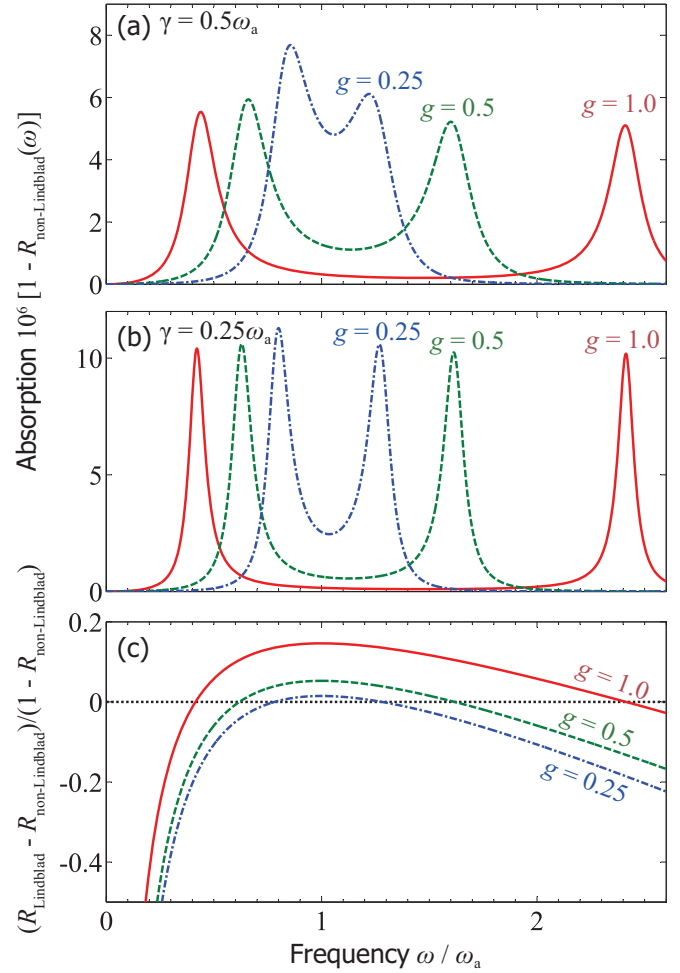 (a) γ = 0.5ωa
g = 0.25
g = 0.5
g = 1.0
8
6
4
2
0
Absorption 10⁶ [1 - Rnon-Lindblad(ω)]
(b) γ = 0.25ωa
g = 0.25
g = 0.5
g = 1.0
10
5
0
(RLindblad - Rnon-Lindblad)/(1 - Rnon-Lindblad)
(c)
g = 1.0
g = 0.5
g = 0.25
0.2
0
-0.2
-0.4
0 1 2
Frequency ω / ωa